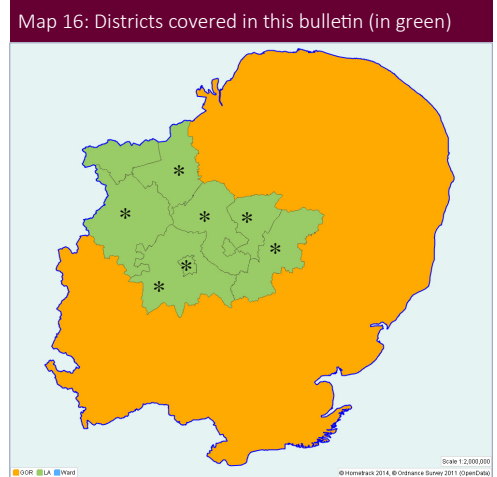 Map 16: Districts covered in this bulletin (in green)
*
*
*
*
*
*
*
Scale 1:2,000,000
GOR LA Ward
© Hometrack 2014, © Ordnance Survey 2011 (OpenData)